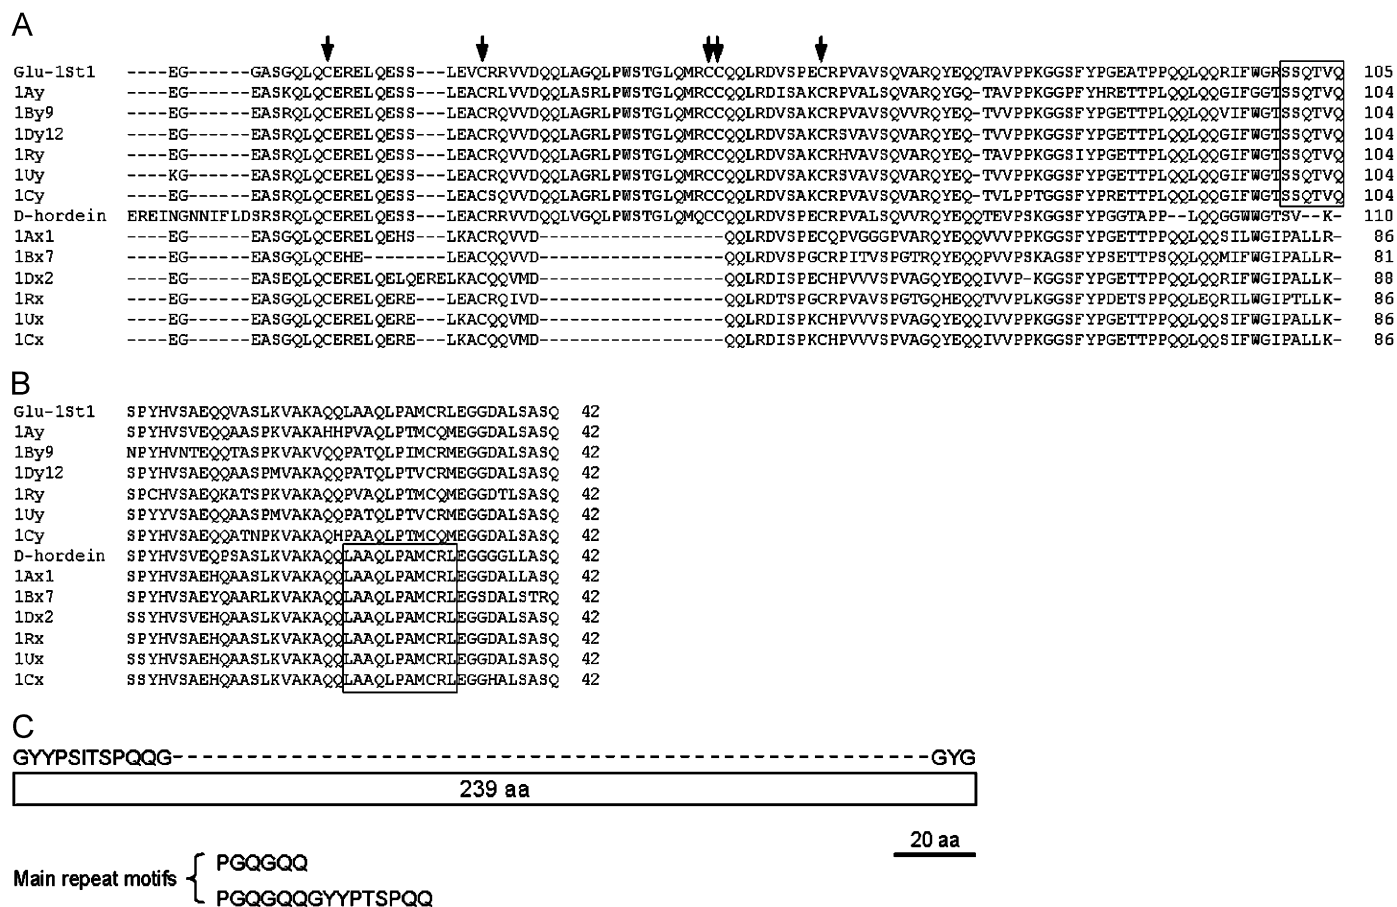 A
Glu-1St1 ----EG------GASGQLQCERELQESS---LEVCRRVVDQQLAGQLPWSTGLQMRCCQQLRDVSPECRPVAVSQVARQYEQQTAVPPKGGSFYPGEATPPQQLQQRIFWGRSSQTVQ 105
1Ay ----EG------EASKQLQCERELQESS---LEACRLVVDQQLASRLPWSTGLQMRCCQQLRDISAKCRPVALSQVARQYGQ-TAVPPKGGPFYHRETTPLQQLQQGIFGGTSSQTVQ 104
1By9 ----EG------EASRQLQCERELQESS---LEACRQVVDQQLAGRLPWSTGLQMRCCQQLRDVSAKCRPVAVSQVVRQYEQ-TVVPPKGGSFYPGETTPLQQLQQVIFWGTSSQTVQ 104
1Dy12 ----EG------EASRQLQCERELQESS---LEACRQVVDQQLAGRLPWSTGLQMRCCQQLRDVSAKCRSVAVSQVARQYEQ-TVVPPKGGSFYPGETTPLQQLQQGIFWGTSSQTVQ 104
1Ry ----EG------EASRQLQCERELQESS---LEACRQVVDQQLAGRLPWSTGLQMRCCQQLRDVSAKCRHVAVSQVARQYEQ-TAVPPKGGSIYPGETTPLQQLQQGIFWGTSSQTVQ 104
1Uy ----KG------EASRQLQCERELQESS---LEACRQVVDQQLAGRLPWSTGLQMRCCQQLRDVSAKCRPVAVSQVARQYEQ-TVVPPKGGSFYPGETTPLQQLQQGIFWGTSSQTVQ 104
1Cy ----EG------EASRQLQCERELQESS---LEACSQVVDQQLAGRLPWSTGLQMRCCQQLRDVSAKCRPVAVSQVARQYEQ-TVLPPTGGSFYPRETTPLQQLQQGIFWGTSSQTVQ 104
D-hordein EREINGNNIFLDSRSRQLQCERELQESS---LEACRRVVDQQLVGQLPWSTGLQMQCCQQLRDVSPECRPVALSQVVRQYEQQTEVPSKGGSFYPGGTAPP--LQQGGWWGTSV--K- 110
1Ax1 ----EG------EASGQLQCERELQEHS---LKACRQVVD------------------QQLRDVSPECQPVGGGPVARQYEQQVVVPPKGGSFYPGETTPPQQLQQSILWGIPALLR- 86
1Bx7 ----EG------EASGQLQCEHE--------LEACQQVVD------------------QQLRDVSPGCRPITVSPGTRQYEQQPVVPSKAGSFYPSETTPSQQLQQMIFWGIPALLR- 81
1Dx2 ----EG------EASEQLQCERELQELQERELKACQQVMD------------------QQLRDISPECHPVVVSPVAGQYEQQIVVPP-KGGSFYPGETTPPQQLQQRIFWGIPALLK- 88
1Rx ----EG------EASGQLQCERELQERE---LEACRQIVD------------------QQLRDTSPGCRPVAVSPGTGQHEQQTVVPLKGGSFYPDETSPPQQLEQRILWGIPTLLK- 86
1Ux ----EG------EASGQLQCERELQERE---LKACQQVMD------------------QQLRDISPKCHPVVVSPVAGQYEQQIVVPPKGGSFYPGETTPPQQLQQSIFWGIPALLK- 86
1Cx ----EG------EASGQLQCERELQERE---LKACQQVMD------------------QQLRDISPKCHPVVVSPVAGQYEQQIVVPPKGGSFYPGETTPPQQLQQSIFWGIPALLK- 86
B
Glu-1St1 SPYHVSAEQQVASLKVAKAQQLAAQLPAMCRLEGGDALSASQ 42
1Ay SPYHVSVEQQAASPKVAKAHHPVAQLPTMCQMEGGDALSASQ 42
1By9 NPYHVNTEQQTASPKVAKVQQPATQLPIMCRMEGGDALSASQ 42
1Dy12 SPYHVSAEQQAASPMVAKAQQPATQLPTVCRMEGGDALSASQ 42
1Ry SPCHVSAEQKATSPKVAKAQQPVAQLPTMCQMEGGDTLSASQ 42
1Uy SPYYVSAEQQAASPMVAKAQQPATQLPTVCRMEGGDALSASQ 42
1Cy SPYHVSAEQQATNPKVAKAQHPAAQLPTMCQMEGGDALSASQ 42
D-hordein SPYHVSVEQPSASLKVAKAQQLAAQLPAMCRLEGGGGLLASQ 42
1Ax1 SPYHVSAEHQAASLKVAKAQQLAAQLPAMCRLEGGDALLASQ 42
1Bx7 SPYHVSAEYQAARLKVAKAQQLAAQLPAMCRLEGSDALSTRQ 42
1Dx2 SSYHVSVEHQAASLKVAKAQQLAAQLPAMCRLEGGDALSASQ 42
1Rx SPYHVSAEHQAASLKVAKAQQLAAQLPAMCRLEGGDALSASQ 42
1Ux SSYHVSAEHQAASLKVAKAQQLAAQLPAMCRLEGGDALSASQ 42
1Cx SSYHVSAEHQAASLKVAKAQQLAAQLPAMCRLEGGHALSASQ 42
C
GYYPSITSPQQG--------------------------------------------GYG
239 aa
20 aa
Main repeat motifs
PGQGQQ
PGQGQQGYYPTSPQQ